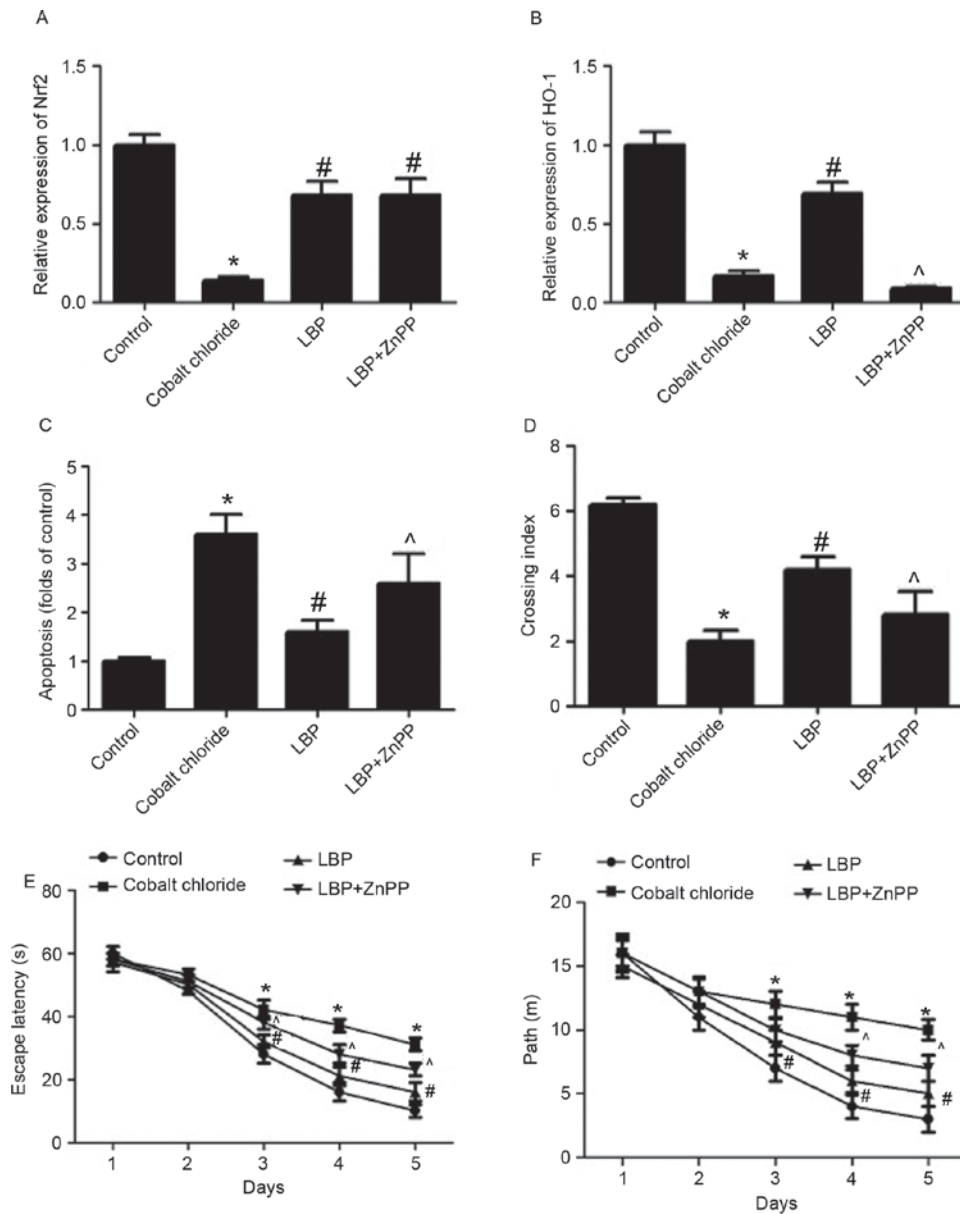 A
Relative expression of Nrf2
1.5
1.0
0.5
0.0
*
#
#
Control
Cobalt chloride
LBP
LBP+ZnPP
B
Relative expression of HO-1
1.5
1.0
0.5
0.0
*
#
^
Control
Cobalt chloride
LBP
LBP+ZnPP
C
Apoptosis (folds of control)
5
4
3
2
1
0
*
#
^
Control
Cobalt chloride
LBP
LBP+ZnPP
D
Crossing index
8
6
4
2
0
*
#
^
Control
Cobalt chloride
LBP
LBP+ZnPP
E
Control
LBP
Cobalt chloride
LBP+ZnPP
Escape latency (s)
80
60
40
20
0
*
*
*
^
^
^
#
#
#
1 2 3 4 5
Days
F
Control
LBP
Cobalt chloride
LBP+ZnPP
Path (m)
20
15
10
5
0
*
*
*
^
^
#
#
#
1 2 3 4 5
Days